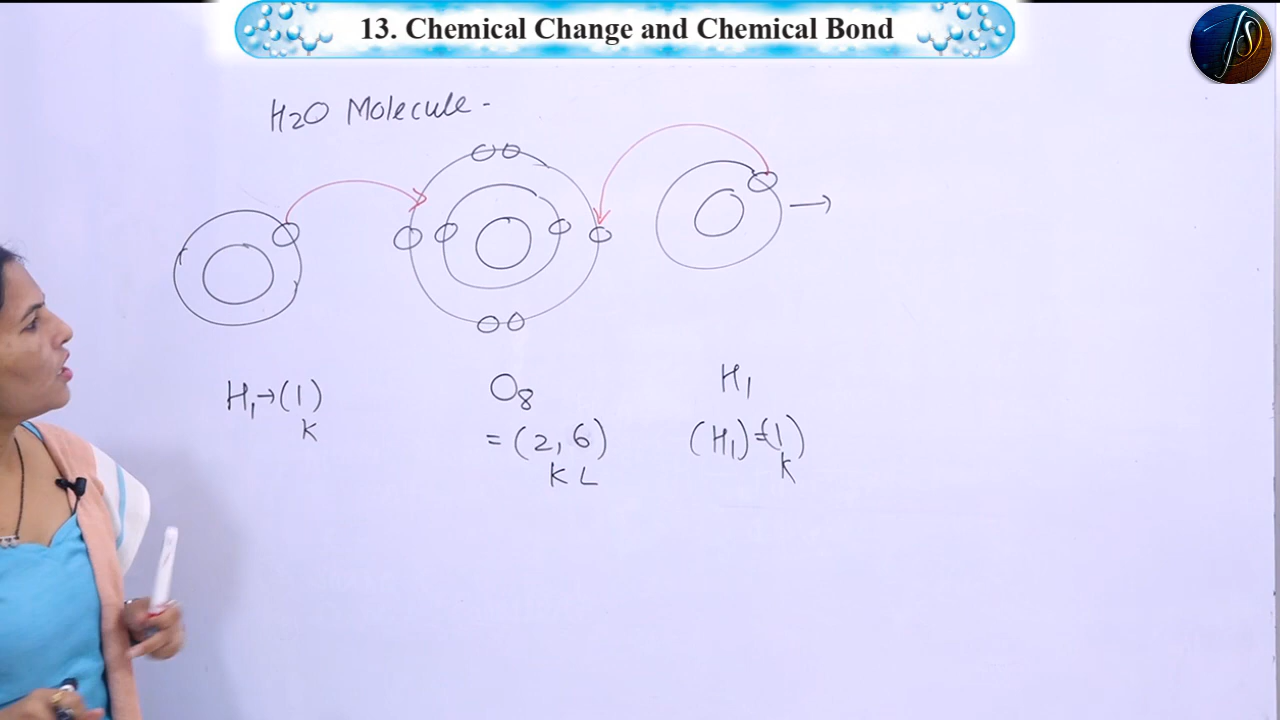 13. Chemical Change and Chemical Bond
H2O Molecule -
H1→(1)
K
O8
= (2, 6)
K L
H1
(H1)=(1)
K